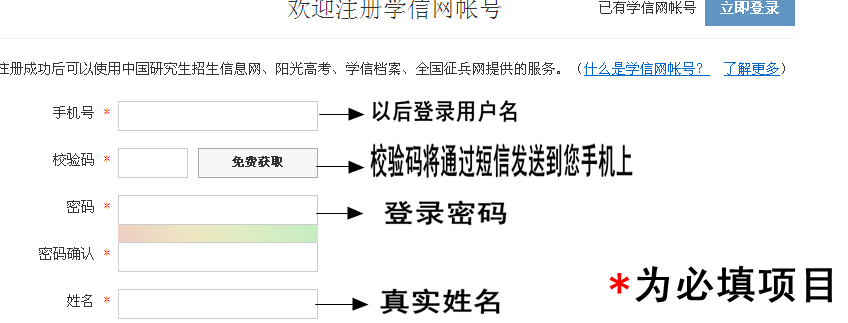 欢迎注册学信网帐号
已有学信网帐号 立即登录
注册成功后可以使用中国研究生招生信息网、阳光高考、学信档案、全国征兵网提供的服务。（什么是学信网帐号？ 了解更多）
手机号 * 以后登录用户名
校验码 * 免费获取 校验码将通过短信发送到您手机上
密码 * 登录密码
密码确认 *
*为必填项目
姓名 * 真实姓名